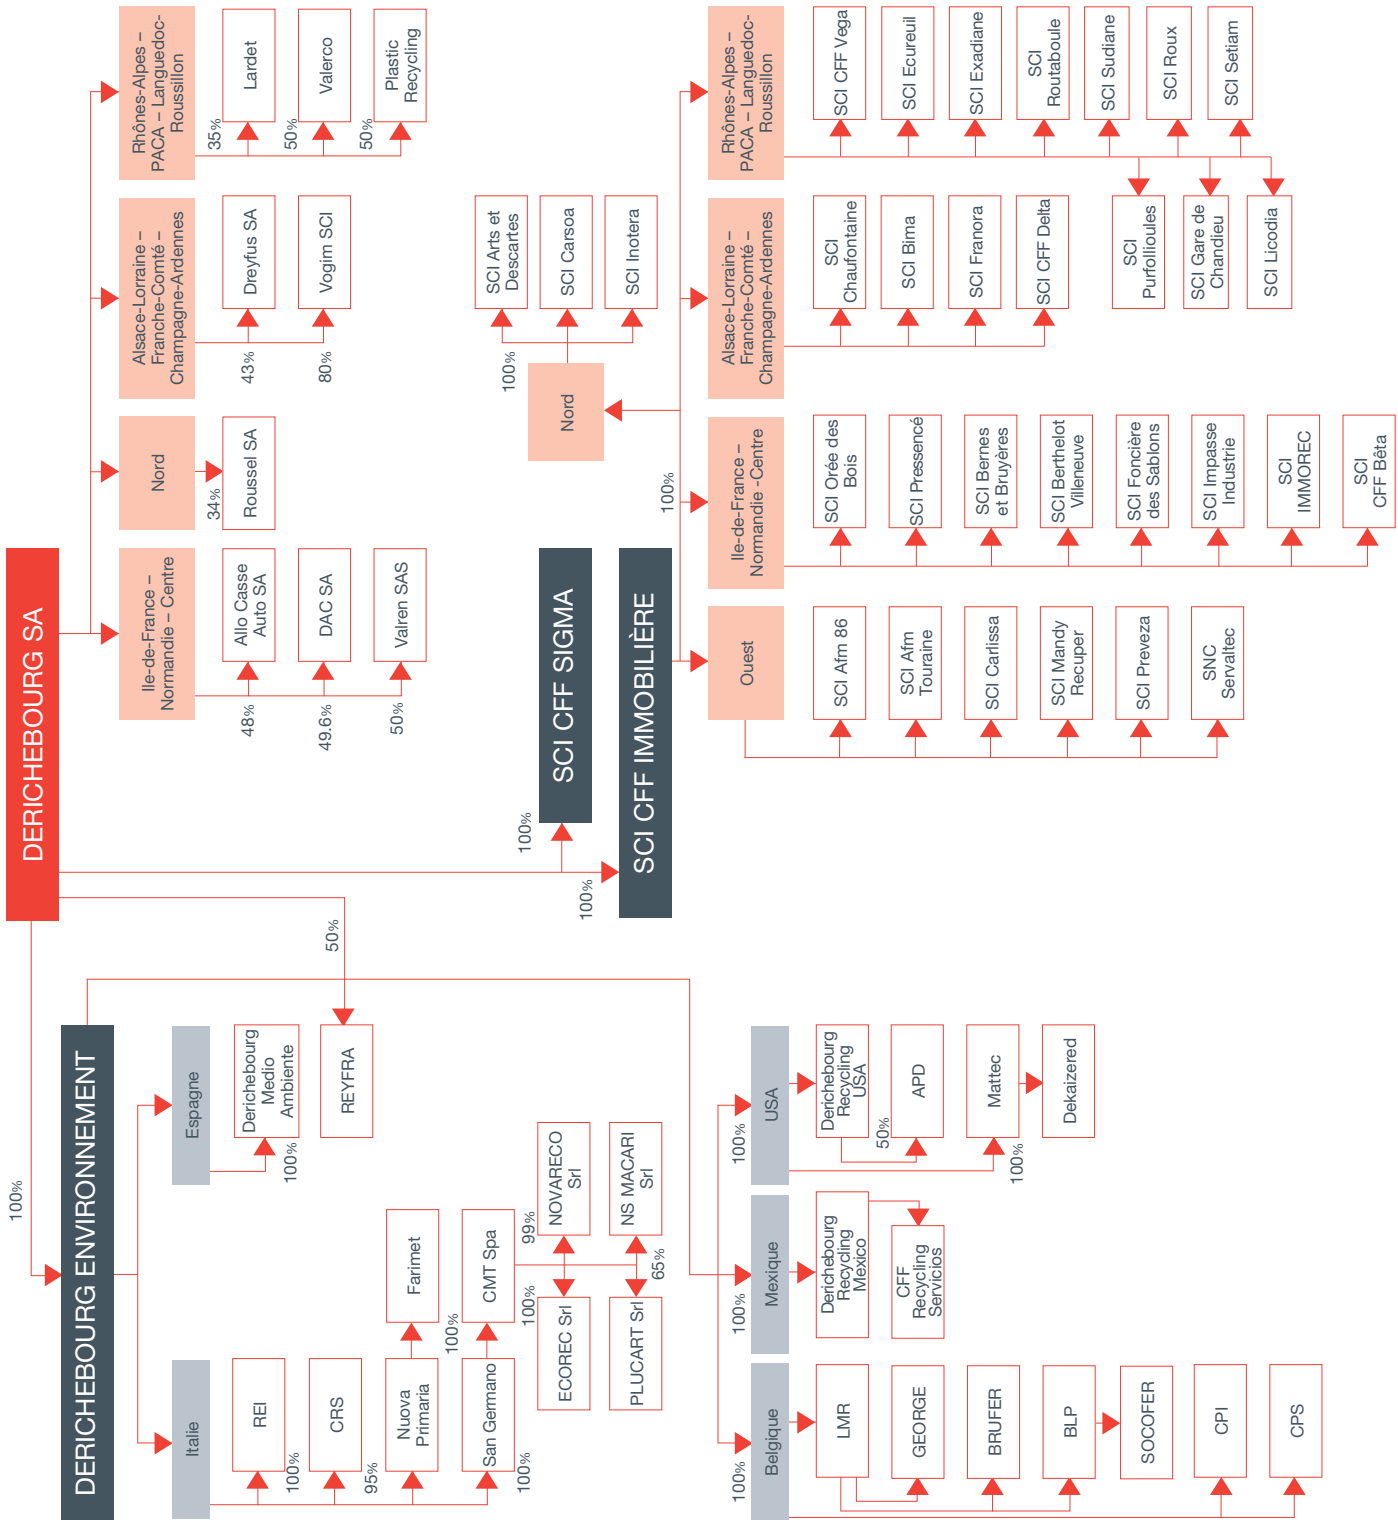 DERICHEBOURG SA
100%
DERICHEBOURG ENVIRONNEMENT
Italie
REI
100%
CRS
95%
Nuova
Primaria
Farimet
San Germano
100%
CMT Spa
100%
ECOREC Srl
100%
NOVARECO
Srl
99%
PLUCART Srl
NS MACARI
Srl
65%
Espagne
Derichebourg
Medio
Ambiente
100%
REYFRA
50%
Belgique
100%
LMR
GEORGE
BRUFER
BLP
SOCOFER
CPI
CPS
Mexique
100%
Derichebourg
Recycling
Mexico
CFF
Recycling
Servicios
USA
100%
Derichebourg
Recycling
USA
50%
APD
Mattec
100%
Dekaizered
SCI CFF SIGMA
100%
SCI CFF IMMOBILIÈRE
100%
Ile-de-France –
Normandie – Centre
Allo Casse
Auto SA
48%
DAC SA
49.6%
Valren SAS
50%
Nord
34%
Roussel SA
Alsace-Lorraine –
Franche-Comté –
Champagne-Ardennes
Dreyfus SA
43%
Vogim SCI
80%
Rhônes-Alpes –
PACA – Languedoc-
Roussillon
Lardet
35%
Valerco
50%
Plastic
Recycling
50%
Nord
100%
SCI Arts et
Descartes
SCI Carsoa
SCI Inotera
100%
Ouest
SCI Afm 86
SCI Afm
Touraine
SCI Carlissa
SCI Mandy
Recuper
SCI Preveza
SNC
Servaltec
Ile-de-France –
Normandie -Centre
SCI Orée des
Bois
SCI Pressencé
SCI Bernes
et Bruyères
SCI Berthelot
Villeneuve
SCI Foncière
des Sablons
SCI Impasse
Industrie
SCI
IMMOREC
SCI
CFF Bêta
Alsace-Lorraine –
Franche-Comté –
Champagne-Ardennes
SCI
Chaufontaine
SCI Bima
SCI Franora
SCI CFF Delta
Rhônes-Alpes –
PACA – Languedoc-
Roussillon
SCI CFF Vega
SCI Ecureuil
SCI Exadiane
SCI
Routaboule
SCI Sudiane
SCI Roux
SCI Setiam
SCI
Purfollioules
SCI Gare de
Chandieu
SCI Licodia